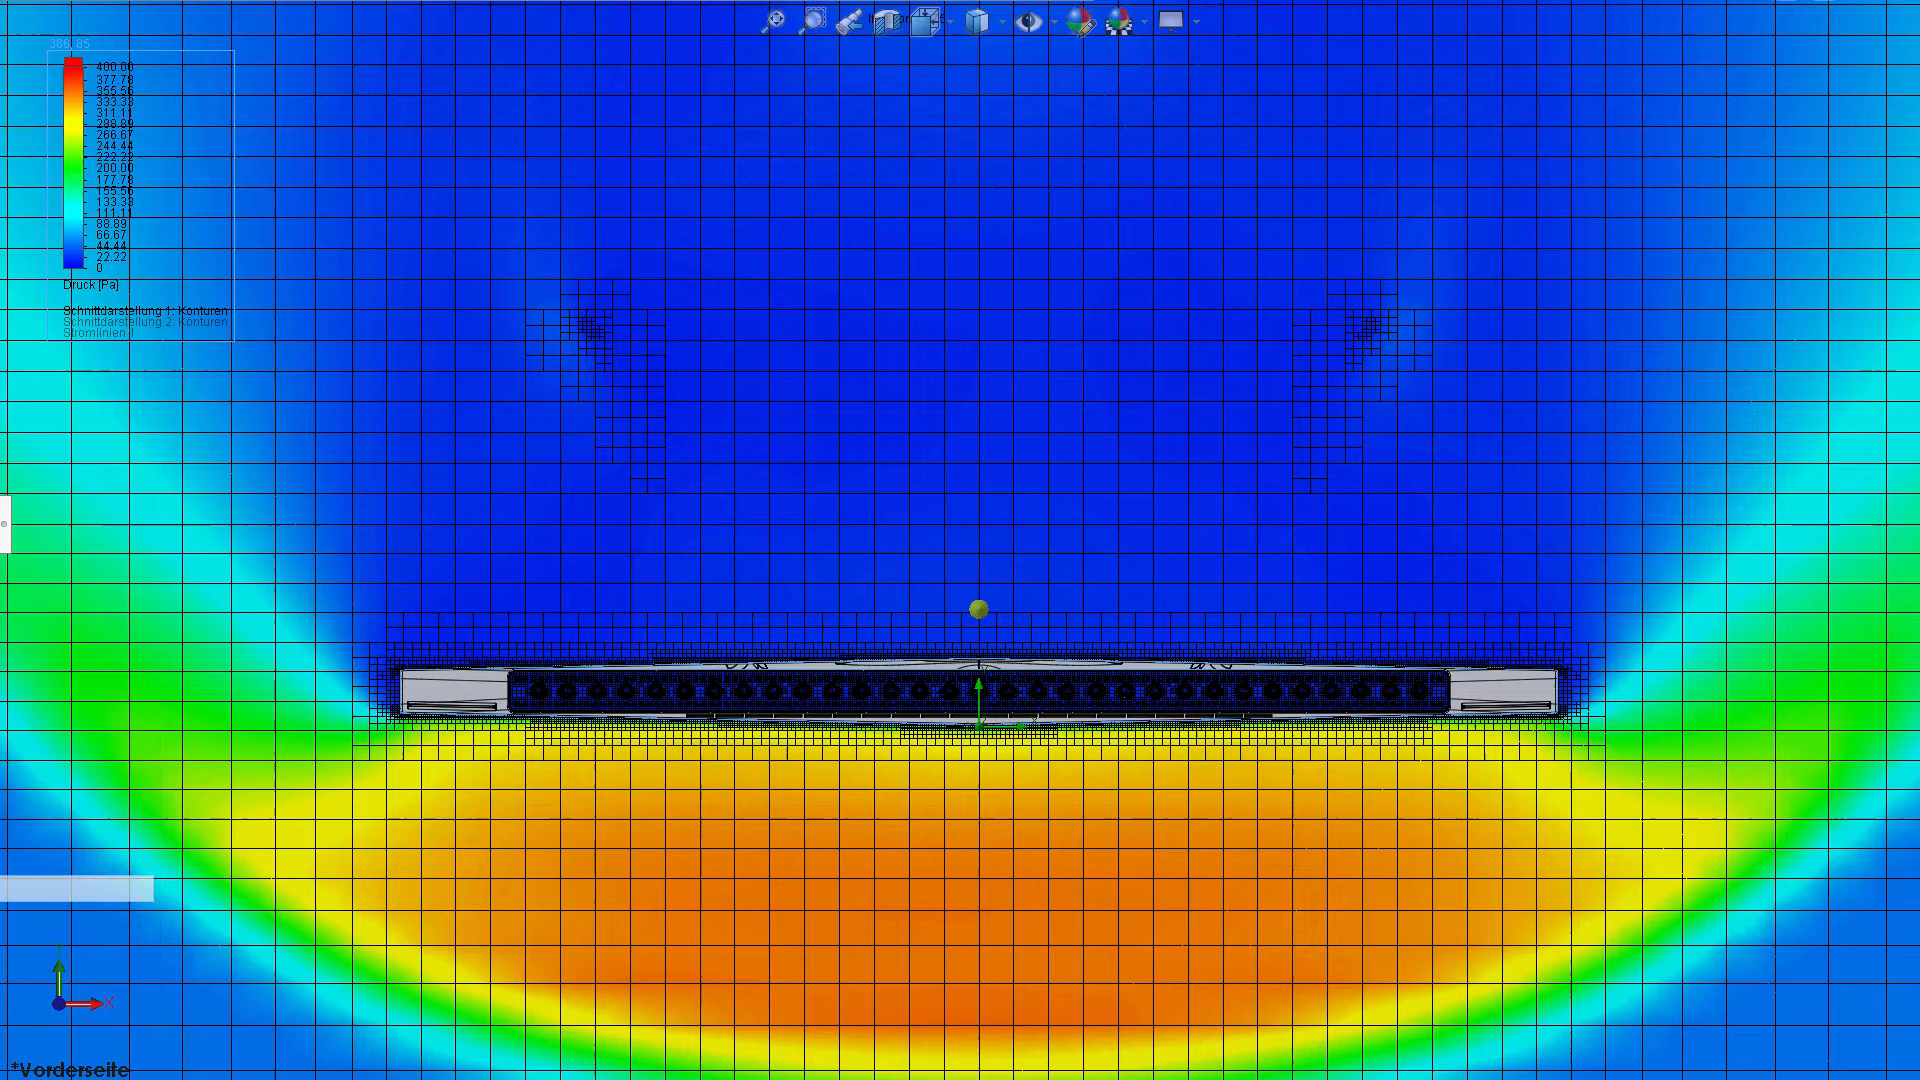 366.85
400.00
377.78
355.56
333.33
311.11
288.89
266.67
244.44
222.22
200.00
177.78
155.56
133.33
111.11
88.89
66.67
44.44
22.22
0
Druck [Pa]
Schnittdarstellung 1: Konturen
Schnittdarstellung 2: Konturen
Stromlinien 1
Y
X
*Vorderseite